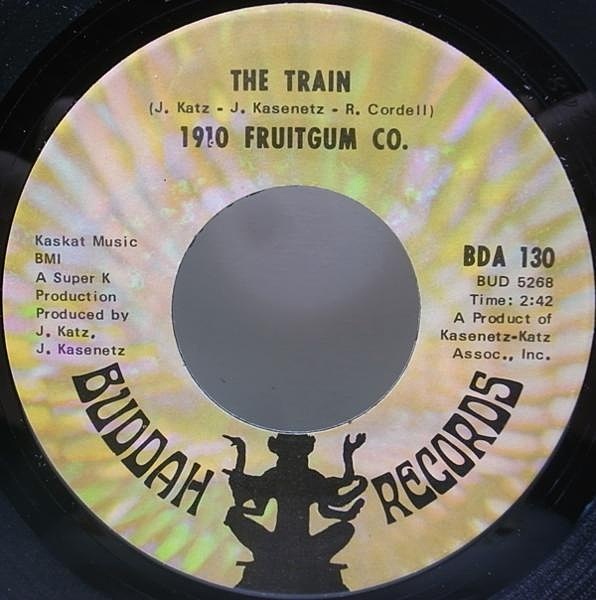 THE TRAIN
(J. Katz - J. Kasenetz - R. Cordell)
1910 FRUITGUM CO.
Kaskat Music
BMI
A Super K
Production
Produced by
J. Katz,
J. Kasenetz
BDA 130
BUD 5268
Time: 2:42
A Product of
Kasenetz-Katz
Assoc., Inc.
BUDDAH RECORDS